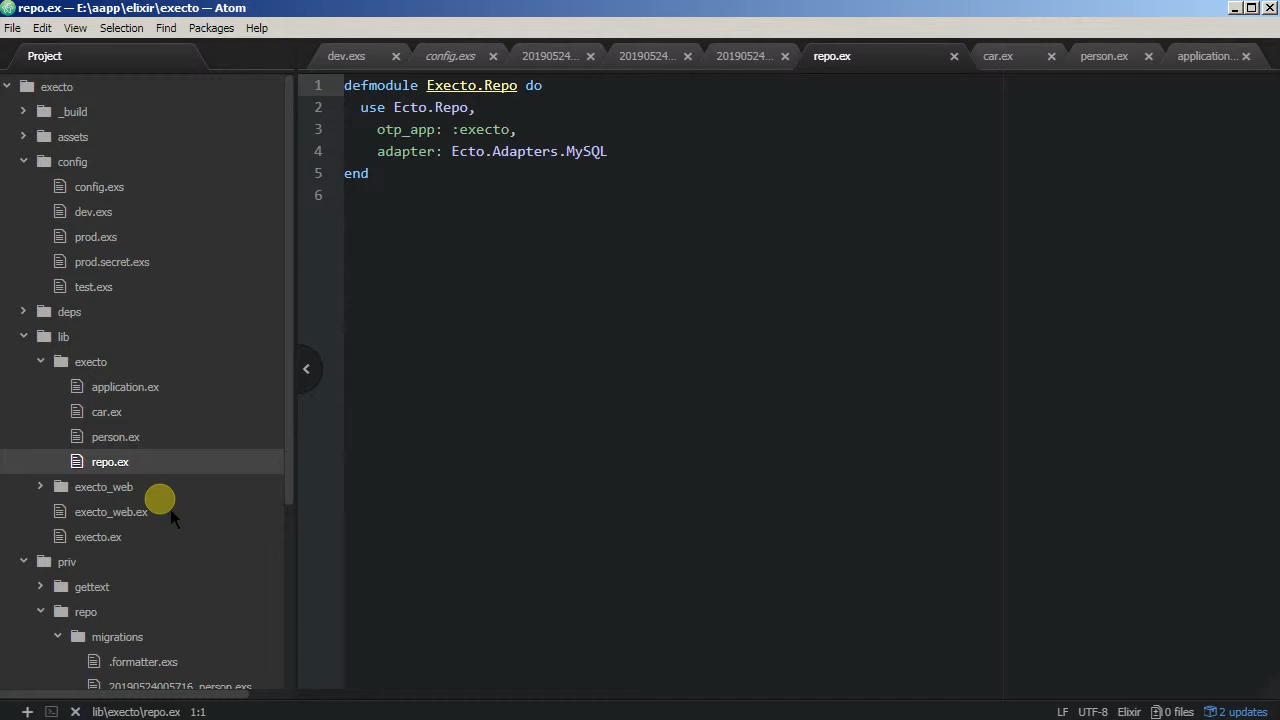 repo.ex — E:\aapp\elixir\execto — Atom
File Edit View Selection Find Packages Help
Project
dev.exs config.exs 20190524... 20190524... 20190524... repo.ex car.ex person.ex application...
execto
_build
assets
config
config.exs
dev.exs
prod.exs
prod.secret.exs
test.exs
deps
lib
execto
application.ex
car.ex
person.ex
repo.ex
execto_web
execto_web.ex
execto.ex
priv
gettext
repo
migrations
.formatter.exs
20190524005716_person.exs
1 defmodule Execto.Repo do
2 use Ecto.Repo,
3 otp_app: :execto,
4 adapter: Ecto.Adapters.MySQL
5 end
6
lib\execto\repo.ex 1:1 LF UTF-8 Elixir 0 files 2 updates